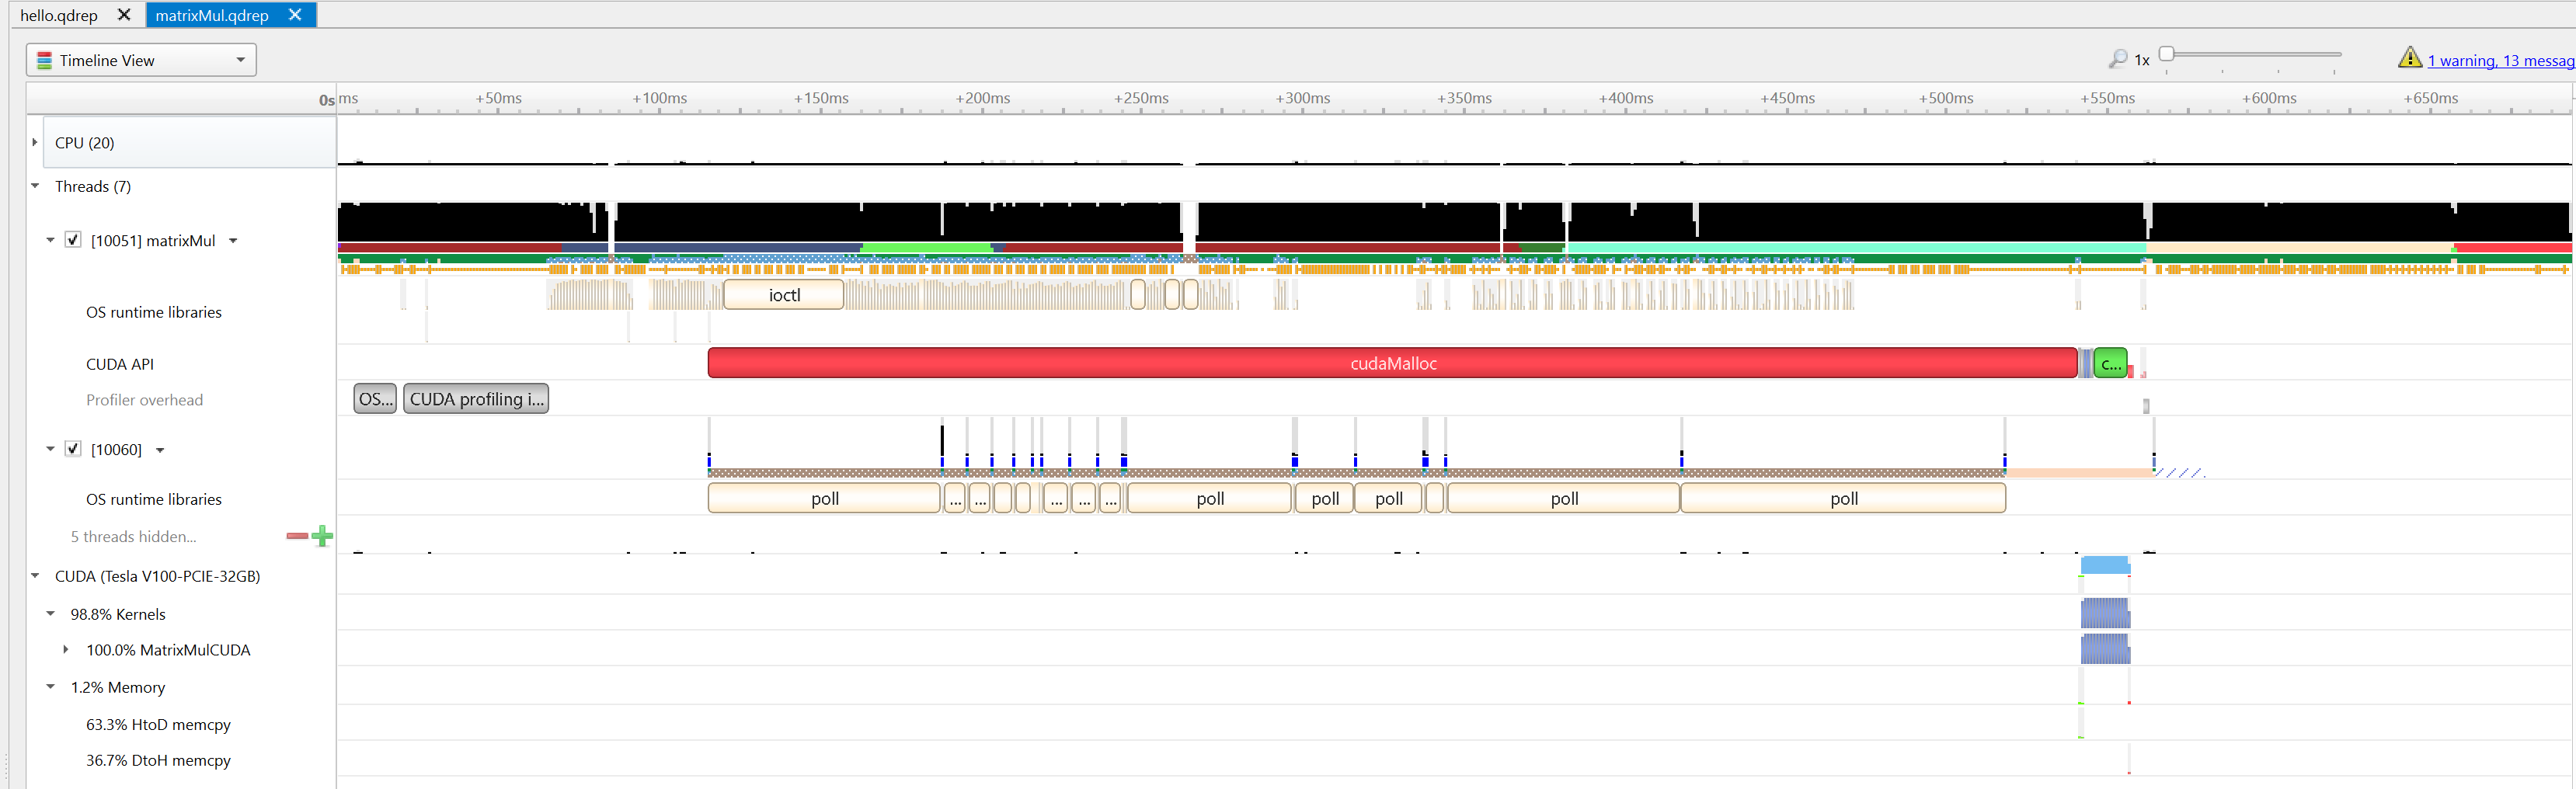 hello.qdrep
matrixMul.qdrep
Timeline View
1x
1 warning, 13 messag
0s
ms
+50ms
+100ms
+150ms
+200ms
+250ms
+300ms
+350ms
+400ms
+450ms
+500ms
+550ms
+600ms
+650ms
CPU (20)
Threads (7)
[10051] matrixMul
OS runtime libraries
ioctl
CUDA API
cudaMalloc
c...
Profiler overhead
OS...
CUDA profiling i...
[10060]
OS runtime libraries
poll
...
...
...
...
...
poll
poll
poll
poll
poll
5 threads hidden...
CUDA (Tesla V100-PCIE-32GB)
98.8% Kernels
100.0% MatrixMulCUDA
1.2% Memory
63.3% HtoD memcpy
36.7% DtoH memcpy